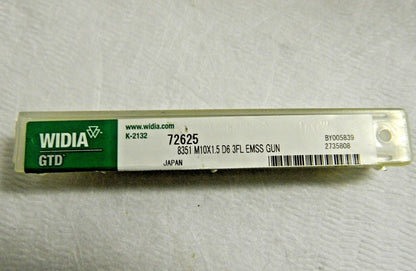 WIDIA
GTD
www.widia.com
K-2132
72625
8351 M10X1.5 D6 3FL EMSS GUN
JAPAN
BY005839
2735808